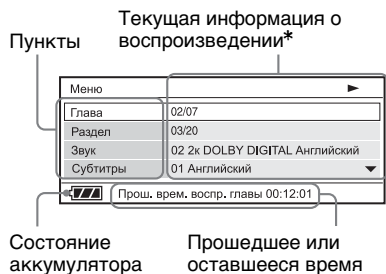 Текущая информация о
воспроизведении*
Пункты
Меню
Глава 02/07
Раздел 03/20
Звук 02 2к DOLBY DIGITAL Английский
Субтитры 01 Английский
Прош. врем. воспр. главы 00:12:01
Состояние
аккумулятора
Прошедшее или
оставшееся время